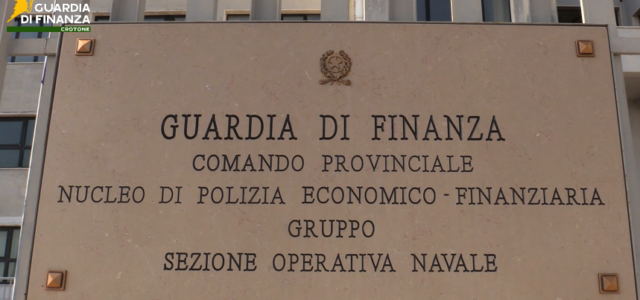 GUARDIA
DI FINANZA
CROTONE
GUARDIA DI FINANZA
COMANDO PROVINCIALE
NUCLEO DI POLIZIA ECONOMICO - FINANZIARIA
GRUPPO
SEZIONE OPERATIVA NAVALE